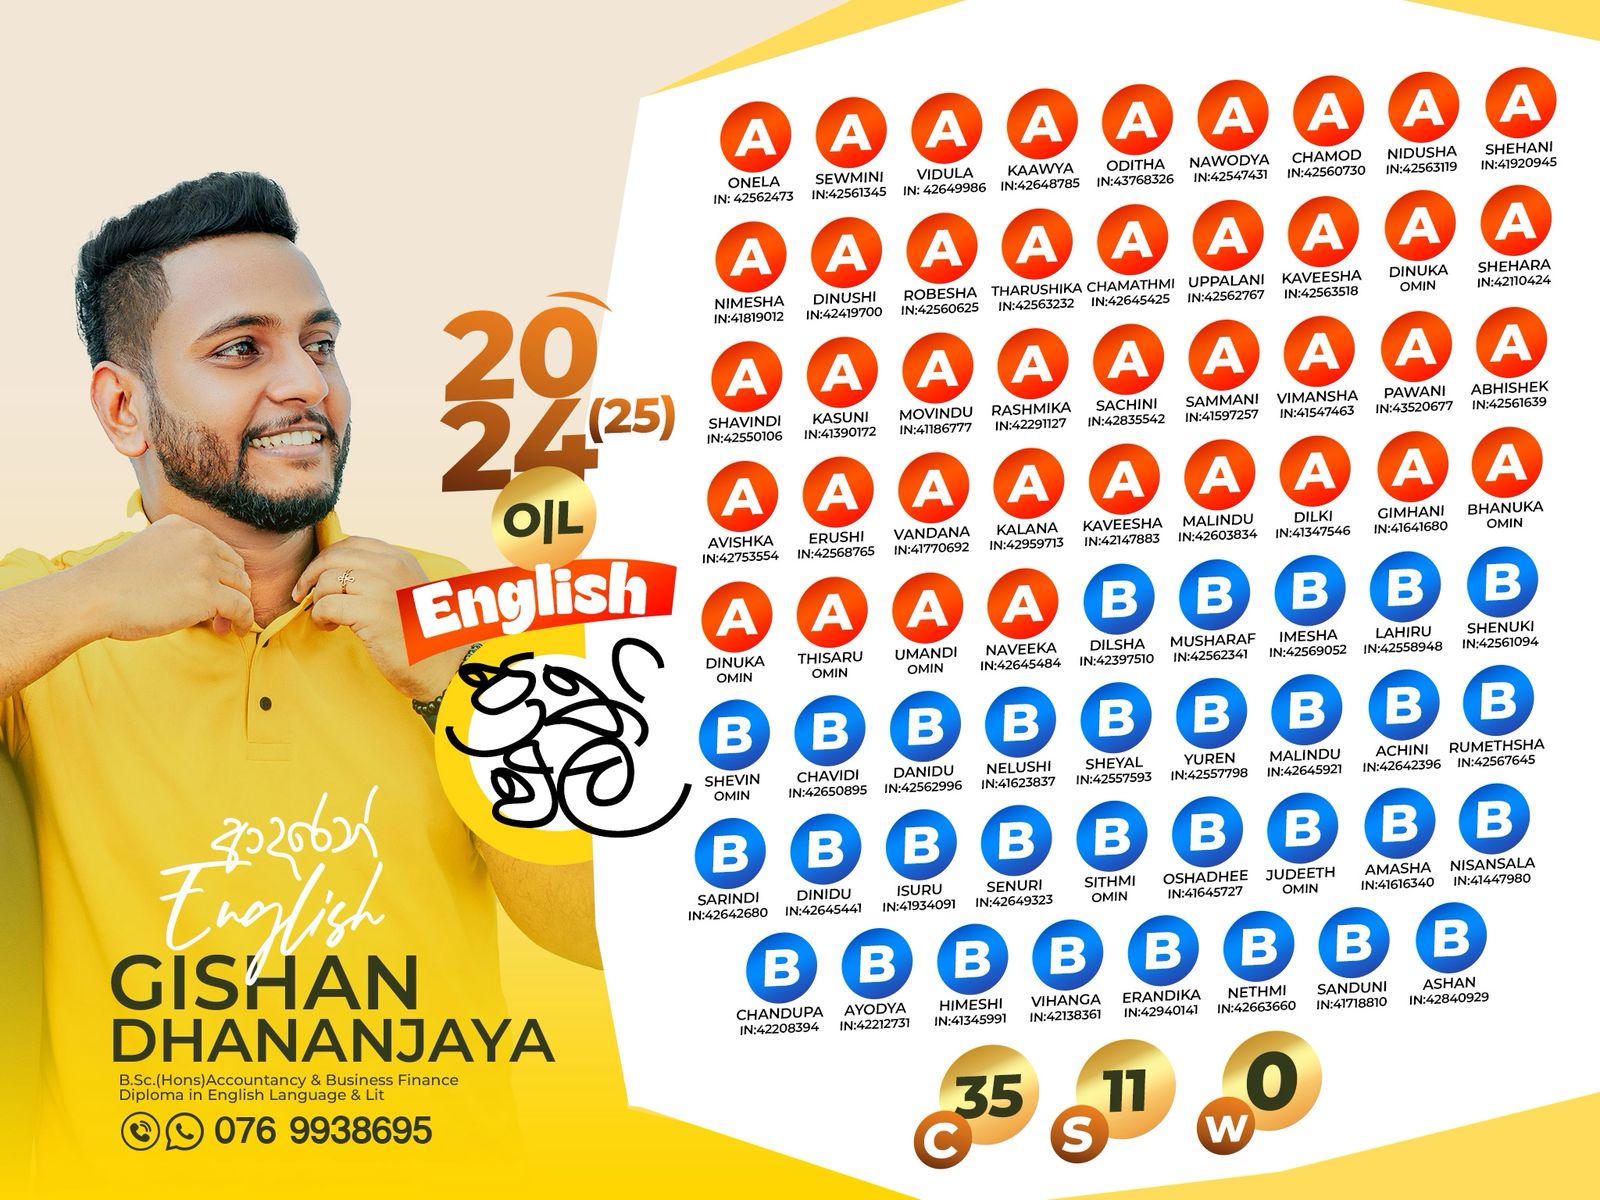 20
24 (25)
O|L
English
ආදරෙන්
English
GISHAN
DHANANJAYA
B.Sc.(Hons)Accountancy & Business Finance
Diploma in English Language & Lit
076 9938695
A A A A A A A A A
ONELA SEWMINI VIDULA KAAWYA ODITHA NAWODYA CHAMOD NIDUSHA SHEHANI
IN: 42562473 IN:42561345 IN: 42649986 IN:42648785 IN:43768326 IN:42547431 IN:42560730 IN:42563119 IN:41920945
A A A A A A A A A
NIMESHA DINUSHI ROBESHA THARUSHIKA CHAMATHMI UPPALANI KAVEESHA DINUKA SHEHARA
IN:41819012 IN:42419700 IN:42560625 IN:42563232 IN:42645425 IN:42562767 IN:42563518 OMIN IN:42110424
A A A A A A A A A
SHAVINDI KASUNI MOVINDU RASHMIKA SACHINI SAMMANI VIMANSHA PAWANI ABHISHEK
IN:42550106 IN:41390172 IN:41186777 IN:42291127 IN:42835542 IN:41597257 IN:41547463 IN:43520677 IN:42561639
A A A A A A A A A
AVISHKA ERUSHI VANDANA KALANA KAVEESHA MALINDU DILKI GIMHANI BHANUKA
IN:42753554 IN:42568765 IN:41770692 IN:42959713 IN:42147883 IN:42603834 IN:41347546 IN:41641680 OMIN
A A A A B B B B B
DINUKA THISARU UMANDI NAVEEKA DILSHA MUSHARAF IMESHA LAHIRU SHENUKI
OMIN OMIN OMIN IN:42645484 IN:42397510 IN:42562341 IN:42569052 IN:42558948 IN:42561094
B B B B B B B B B
SHEVIN CHAVIDI DANIDU NELUSHI SHEYAL YUREN MALINDU ACHINI RUMETHSHA
OMIN IN:42650895 IN:42562996 IN:41623837 IN:42557593 IN:42557798 IN:42645921 IN:42642396 IN:42567645
B B B B B B B B B
SARINDI DINIDU ISURU SENURI SITHMI OSHADHEE JUDEETH AMASHA NISANSALA
IN:42642680 IN:42645441 IN:41934091 IN:42649323 OMIN IN:41645727 OMIN IN:41616340 IN:41447980
B B B B B B B B
CHANDUPA AYODYA HIMESHI VIHANGA ERANDIKA NETHMI SANDUNI ASHAN
IN:42208394 IN:42212731 IN:41345991 IN:42138361 IN:42940141 IN:42663660 IN:41718810 IN:42840929
35 11 0
C S W